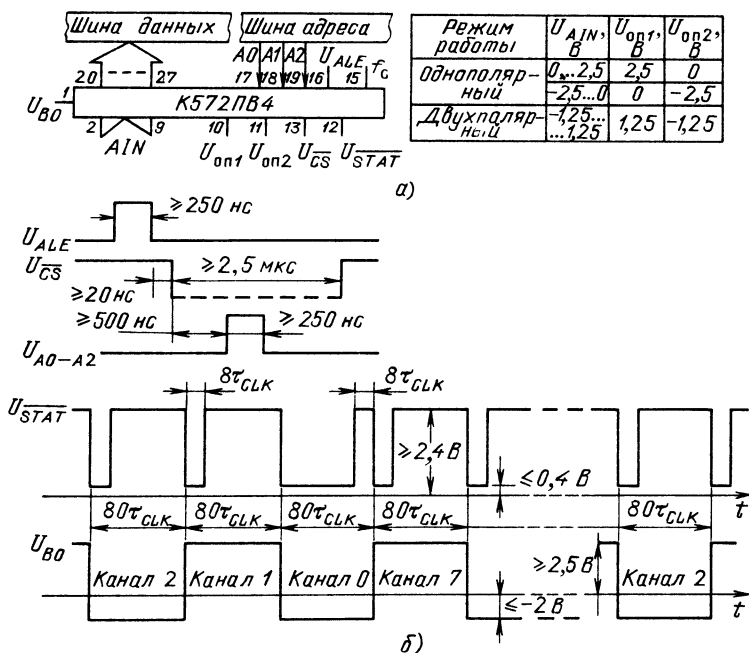 Шина данных
Шина адреса
20
27
A0
A1
A2
U_ALE
f_C
17
18
19
16
15
1
U_BO
К572ПВ4
2
AIN
9
10
11
13
12
U_оп1
U_оп2
U_CS
U_STAT
Режим работы
U_AIN, В
U_оп1, В
U_оп2, В
Однополярный
0...2,5
2,5
0
-2,5...0
0
-2,5
Двухполярный
-1,25...
...1,25
1,25
-1,25
а)
≥250 нс
U_ALE
U_CS
≥2,5 мкс
≥20 нс
≥500 нс
≥250 нс
U_A0-A2
8τ_CLK
8τ_CLK
U_STAT
≥2,4 В
≤0,4 В
t
80τ_CLK
80τ_CLK
80τ_CLK
80τ_CLK
80τ_CLK
U_BO
Канал 2
Канал 1
Канал 0
Канал 7
≥2,5 В
Канал 2
≤-2 В
t
б)